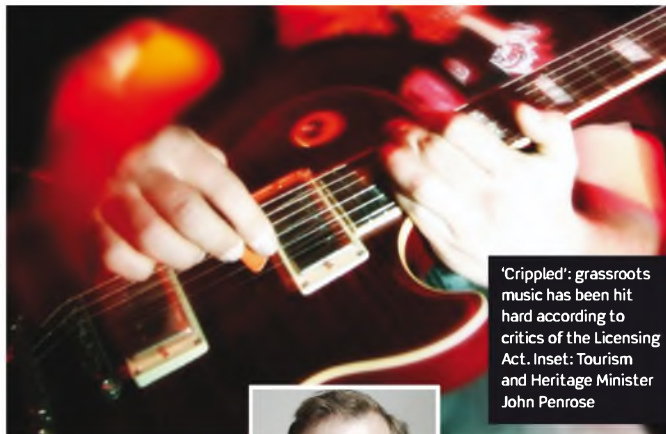 ‘Crippled’: grassroots
music has been hit
hard according to
critics of the Licensing
Act. Inset: Tourism
and Heritage Minister
John Penrose